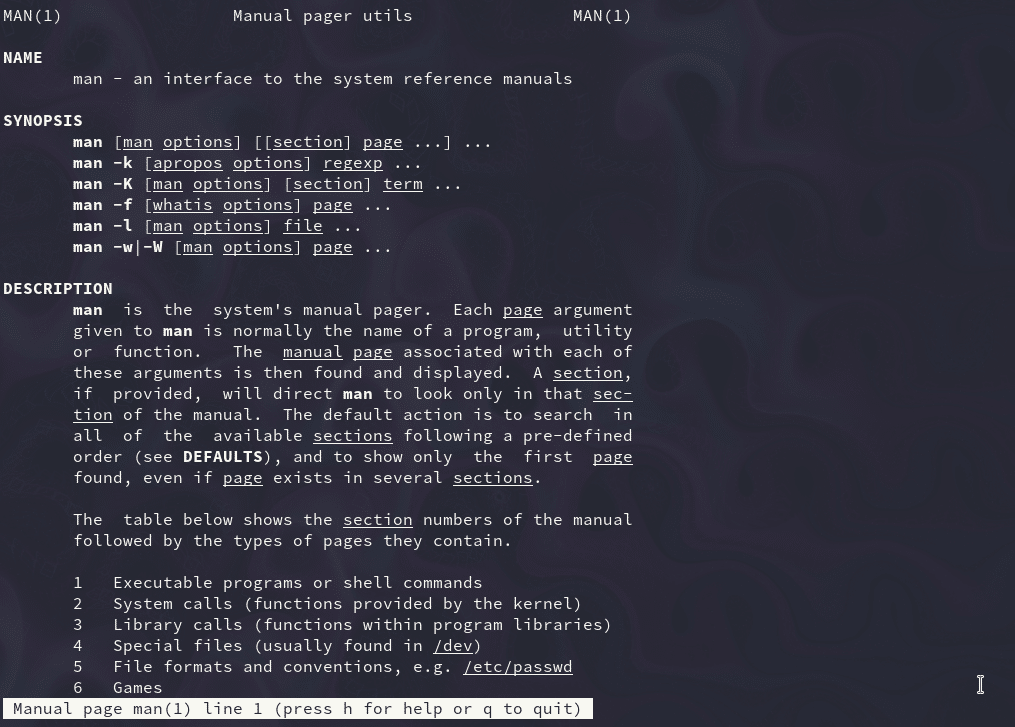 MAN(1)                 Manual pager utils                MAN(1)

NAME
       man - an interface to the system reference manuals

SYNOPSIS
       man [man options] [[section] page ...] ...
       man -k [apropos options] regexp ...
       man -K [man options] [section] term ...
       man -f [whatis options] page ...
       man -l [man options] file ...
       man -w|-W [man options] page ...

DESCRIPTION
       man  is  the  system's manual pager.  Each page argument
       given to man is normally the name of a program,  utility
       or  function.   The  manual page associated with each of
       these arguments is then found and displayed.  A section,
       if  provided,  will direct man to look only in that sec-
       tion of the manual.  The default action is to search  in
       all  of  the  available sections following a pre-defined
       order (see DEFAULTS), and to show only  the  first  page
       found, even if page exists in several sections.

       The  table below shows the section numbers of the manual
       followed by the types of pages they contain.

       1   Executable programs or shell commands
       2   System calls (functions provided by the kernel)
       3   Library calls (functions within program libraries)
       4   Special files (usually found in /dev)
       5   File formats and conventions, e.g. /etc/passwd
       6   Games
 Manual page man(1) line 1 (press h for help or q to quit)